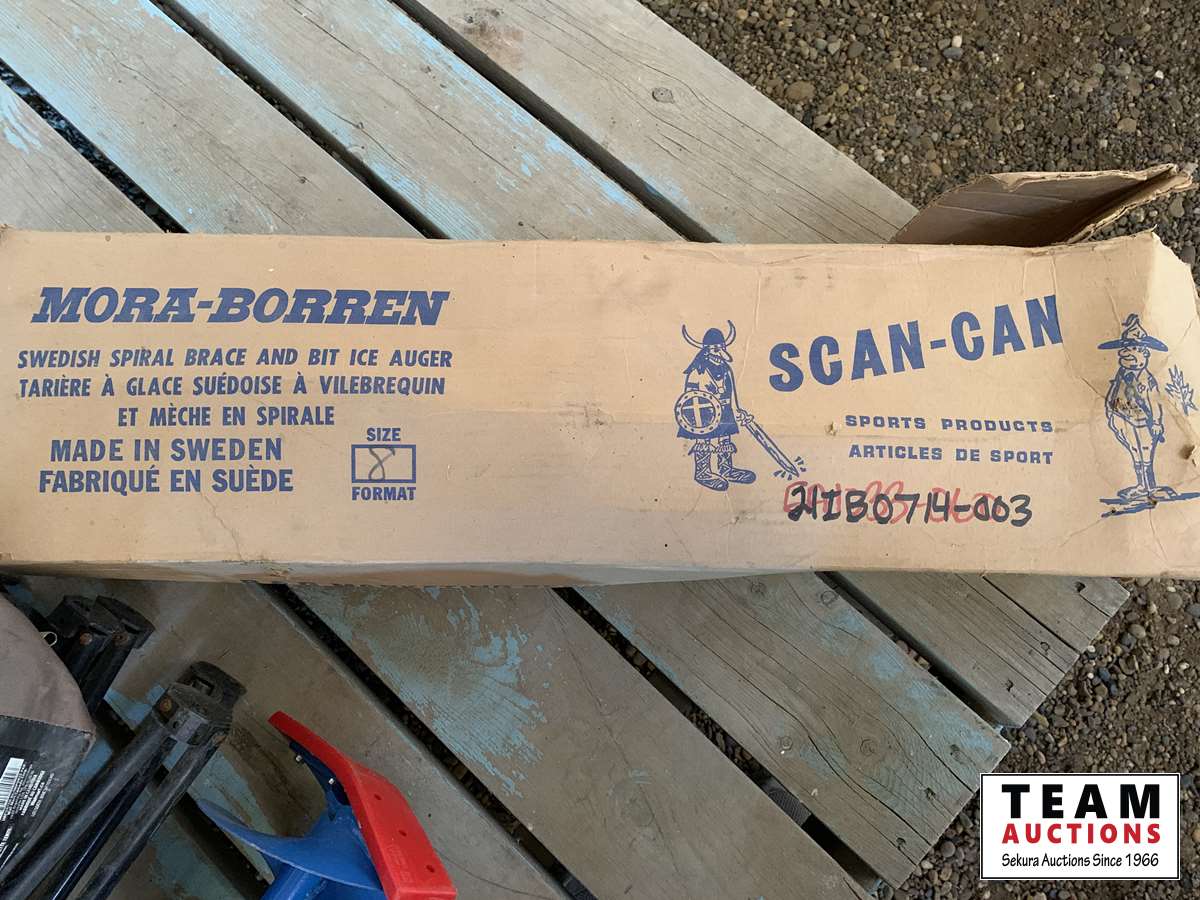 MORA-BORREN
SWEDISH SPIRAL BRACE AND BIT ICE AUGER
TARIÈRE À GLACE SUÉDOISE À VILEBREQUIN
ET MÈCHE EN SPIRALE
MADE IN SWEDEN
FABRIQUÉ EN SUÈDE
SIZE
8
FORMAT
SCAN-CAN
SPORTS PRODUCTS
ARTICLES DE SPORT
21IB0714-003
TEAM
AUCTIONS
Sekura Auctions Since 1966